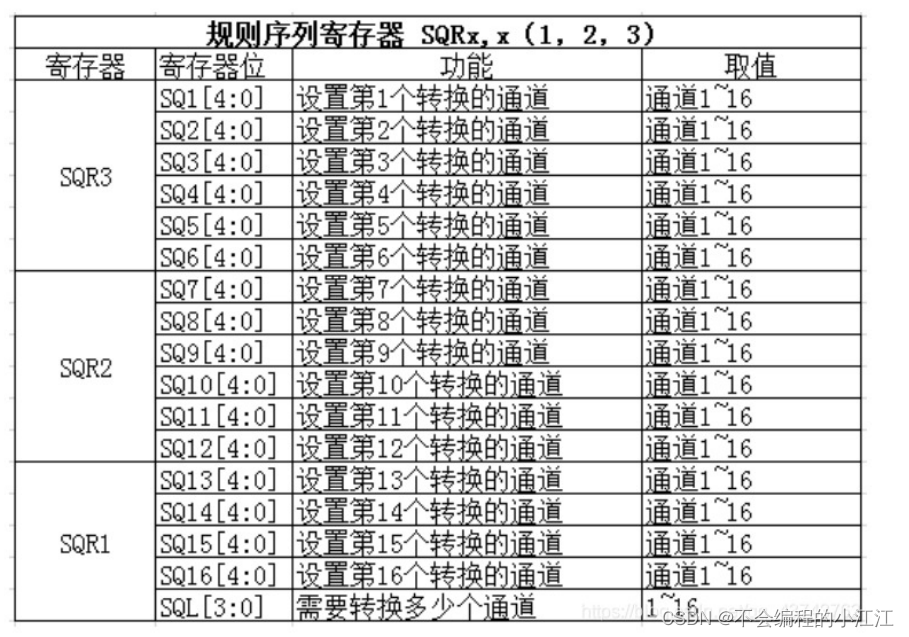 规则序列寄存器 SQRx,x（1，2，3）
寄存器 寄存器位 功能 取值
SQR3
SQ1[4:0] 设置第1个转换的通道 通道1~16
SQ2[4:0] 设置第2个转换的通道 通道1~16
SQ3[4:0] 设置第3个转换的通道 通道1~16
SQ4[4:0] 设置第4个转换的通道 通道1~16
SQ5[4:0] 设置第5个转换的通道 通道1~16
SQ6[4:0] 设置第6个转换的通道 通道1~16
SQR2
SQ7[4:0] 设置第7个转换的通道 通道1~16
SQ8[4:0] 设置第8个转换的通道 通道1~16
SQ9[4:0] 设置第9个转换的通道 通道1~16
SQ10[4:0] 设置第10个转换的通道 通道1~16
SQ11[4:0] 设置第11个转换的通道 通道1~16
SQ12[4:0] 设置第12个转换的通道 通道1~16
SQR1
SQ13[4:0] 设置第13个转换的通道 通道1~16
SQ14[4:0] 设置第14个转换的通道 通道1~16
SQ15[4:0] 设置第15个转换的通道 通道1~16
SQ16[4:0] 设置第16个转换的通道 通道1~16
SQL[3:0] 需要转换多少个通道 1~16
CSDN @不会编程的小江江